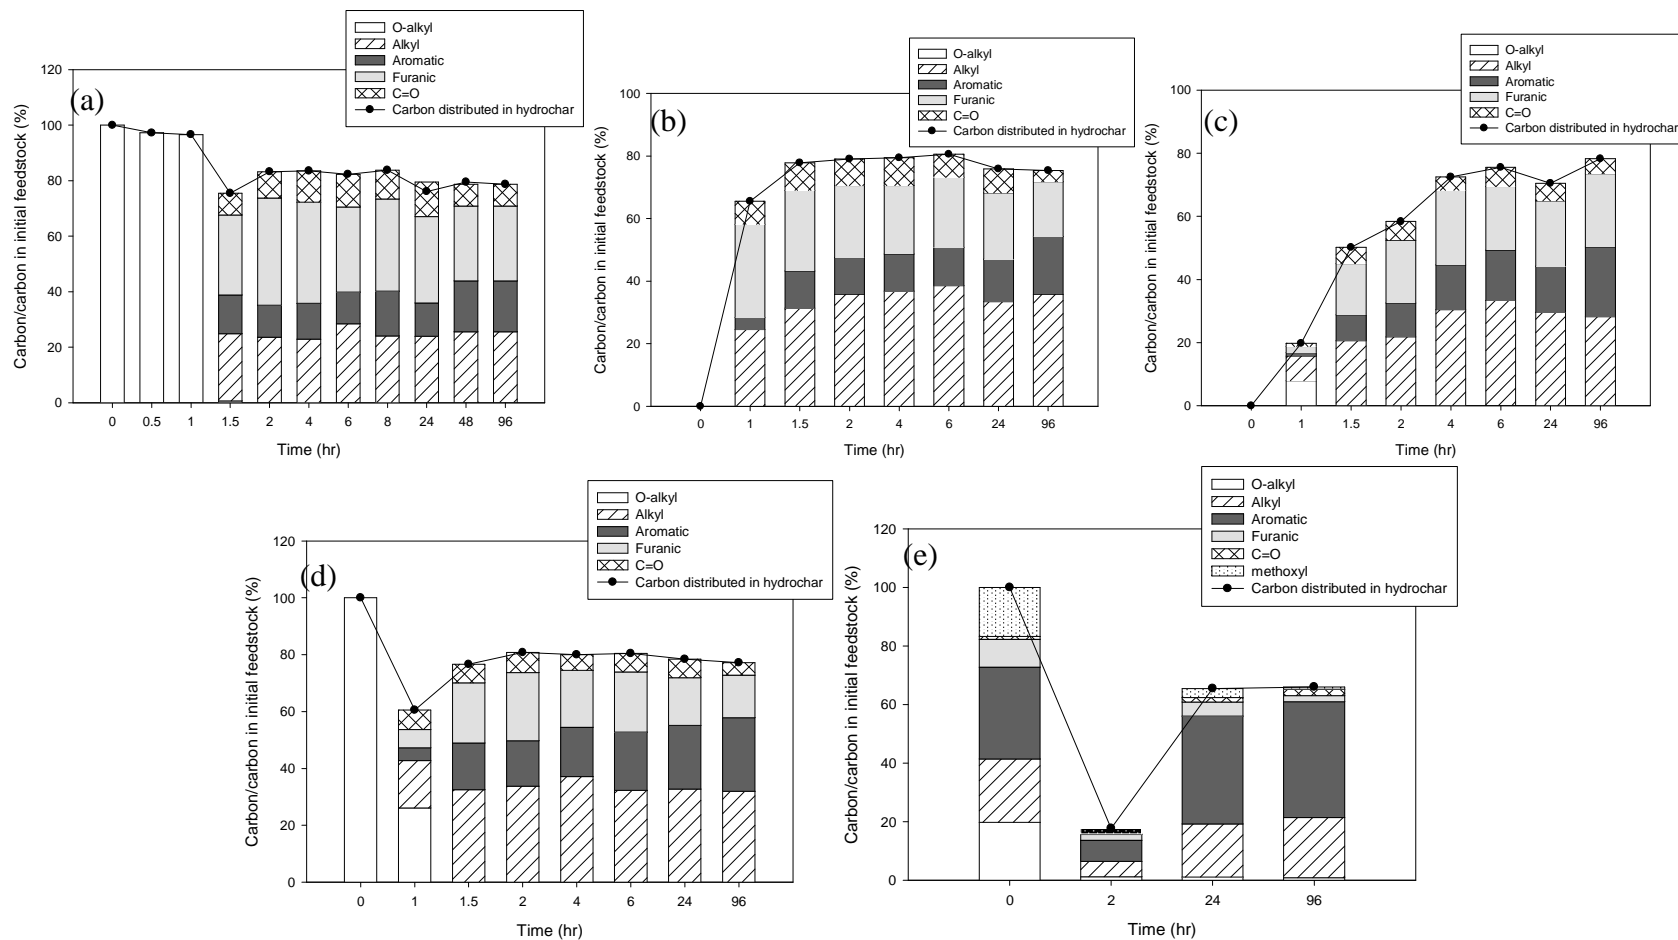 O-alkyl
Alkyl
Aromatic
Furanic
C=O
Carbon distributed in hydrochar
(a)
Carbon/carbon in initial feedstock (%)
120
100
80
60
40
20
0
0 0.5 1 1.5 2 4 6 8 24 48 96
Time (hr)
O-alkyl
Alkyl
Aromatic
Furanic
C=O
Carbon distributed in hydrochar
(b)
Carbon/carbon in initial feedstock (%)
100
80
60
40
20
0
0 1 1.5 2 4 6 24 96
Time (hr)
O-alkyl
Alkyl
Aromatic
Furanic
C=O
Carbon distributed in hydrochar
(c)
Carbon/carbon in initial feedstock (%)
100
80
60
40
20
0
0 1 1.5 2 4 6 24 96
Time (hr)
O-alkyl
Alkyl
Aromatic
Furanic
C=O
Carbon distributed in hydrochar
(d)
Carbon/carbon in initial feedstock (%)
120
100
80
60
40
20
0
0 1 1.5 2 4 6 24 96
Time (hr)
O-alkyl
Alkyl
Aromatic
Furanic
C=O
methoxyl
Carbon distributed in hydrochar
(e)
Carbon/carbon in initial feedstock (%)
120
100
80
60
40
20
0
0 2 24 96
Time (hr)